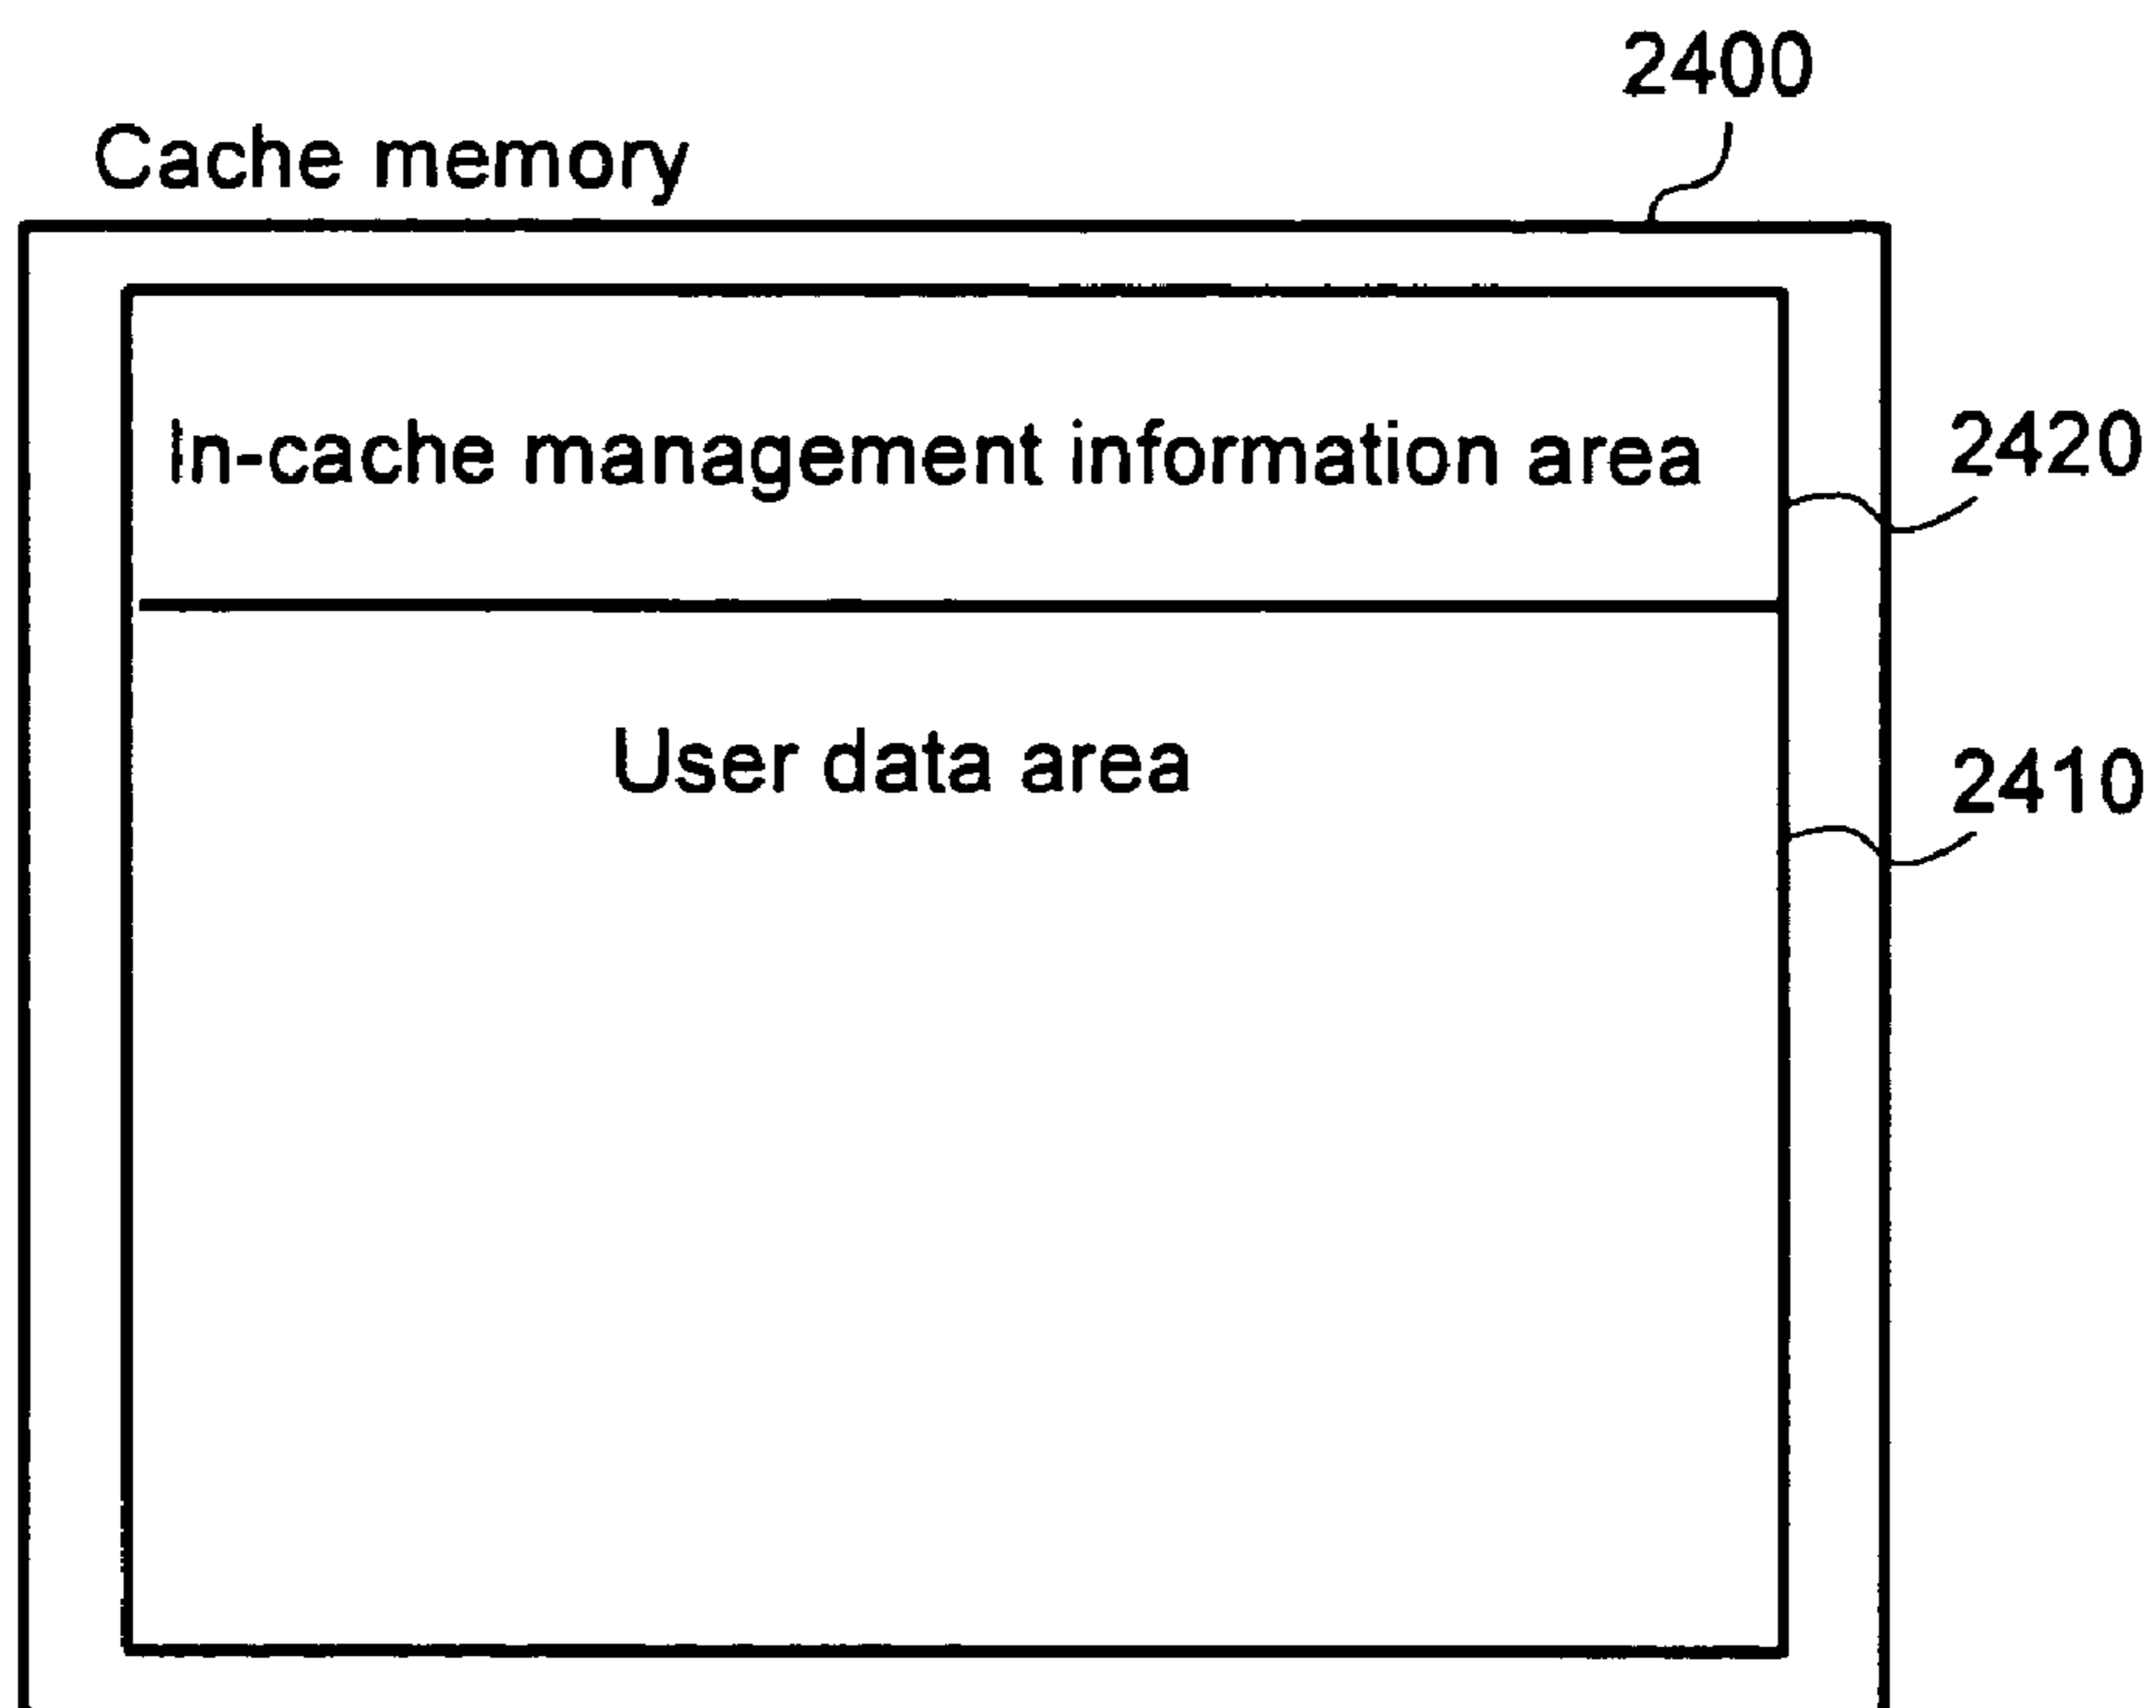 2400
Cache memory
In-cache management information area
2420
User data area
2410